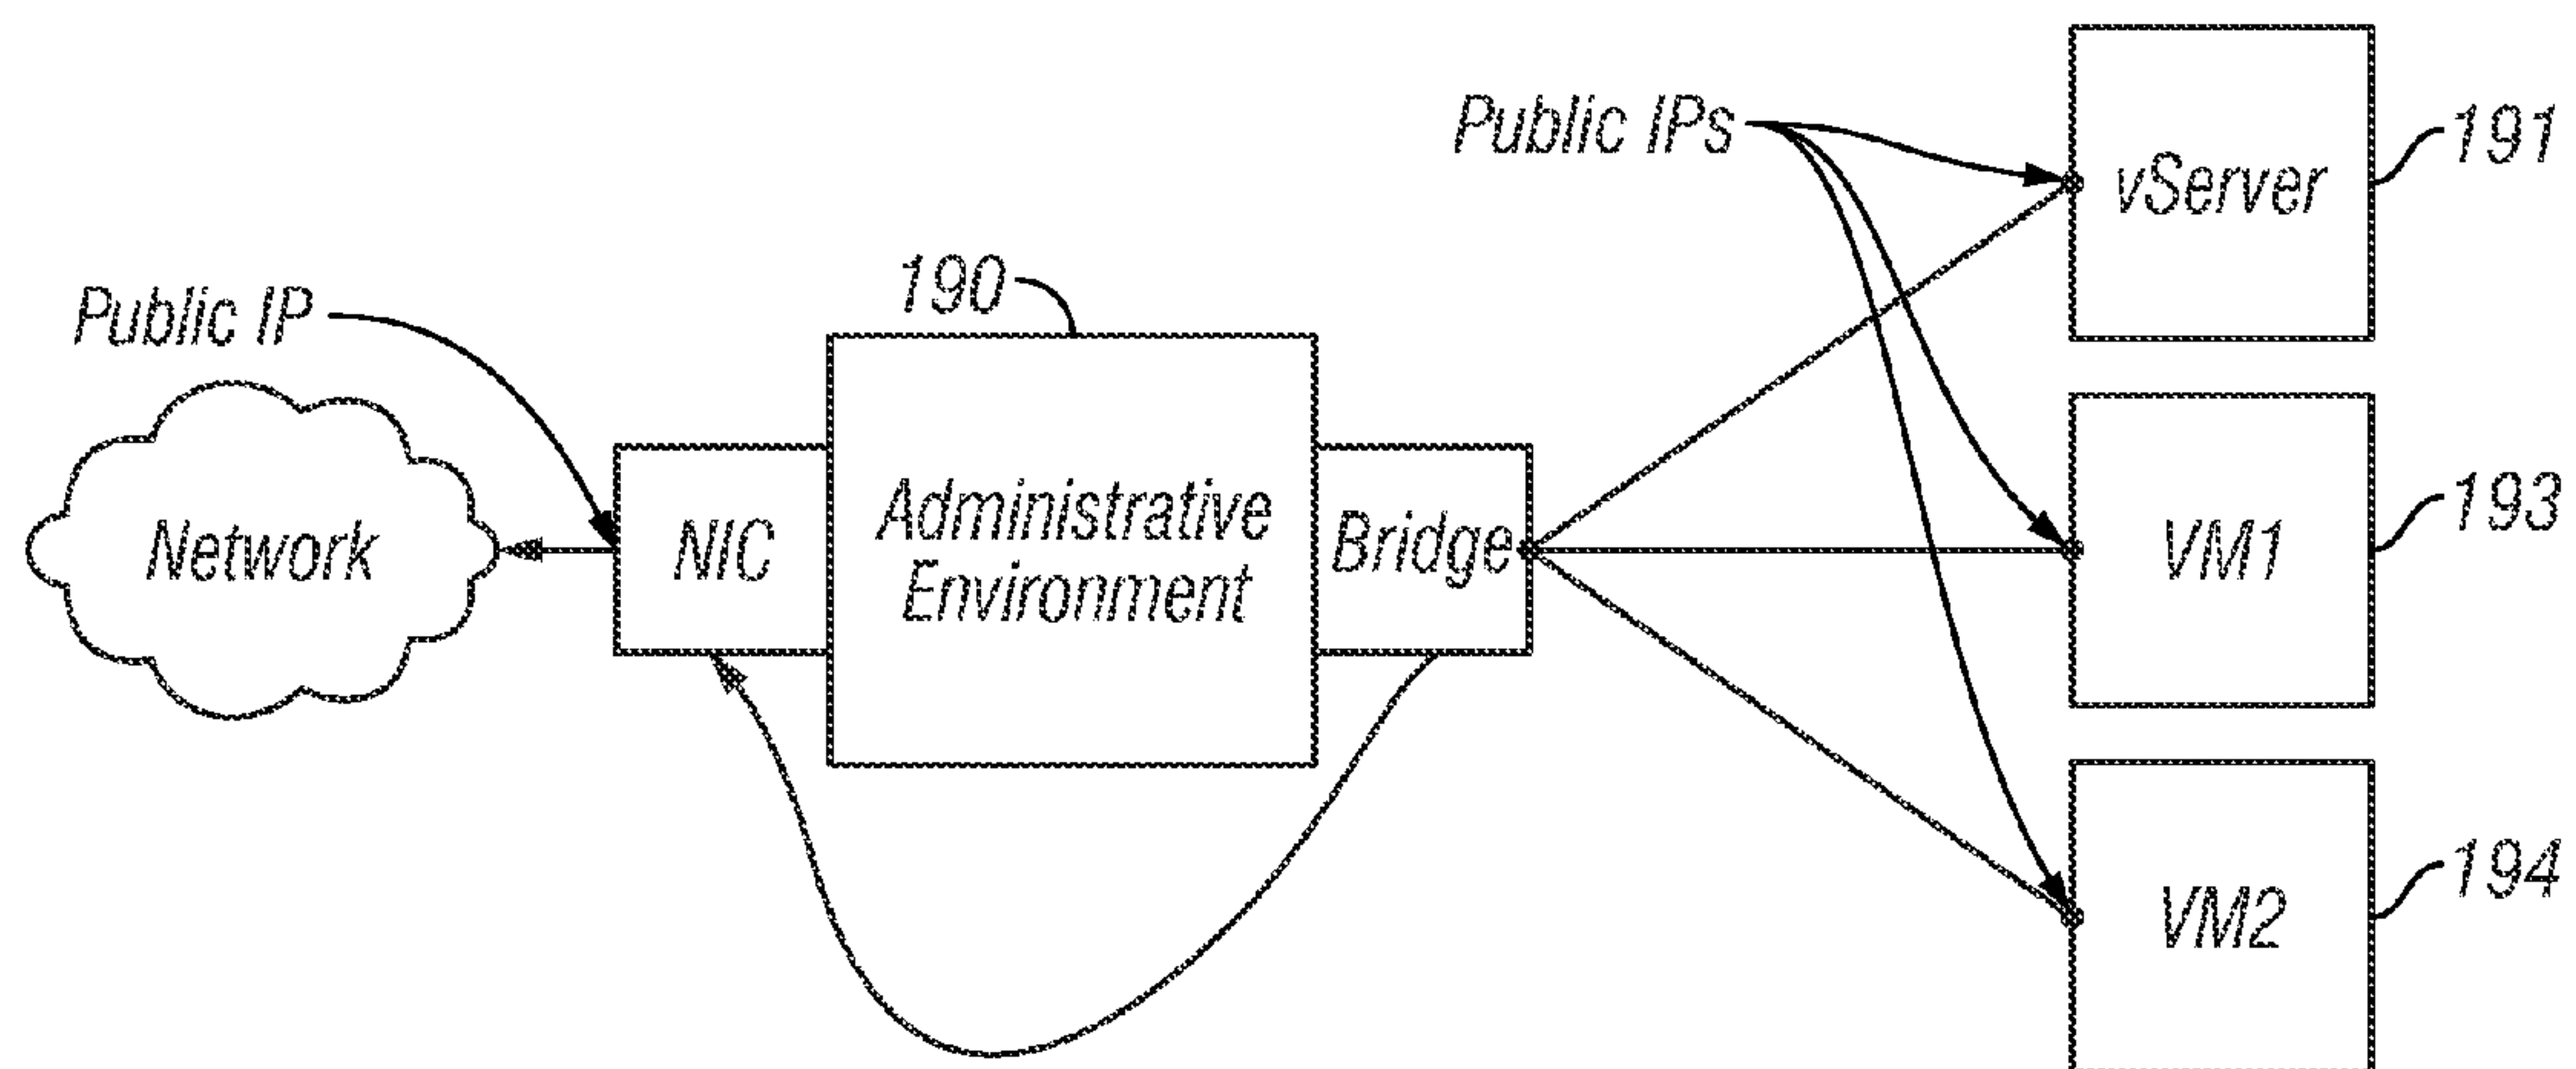 Public IPs
vServer
191
190
Public IP
Network
NIC
Administrative
Environment
Bridge
VM1
193
VM2
194